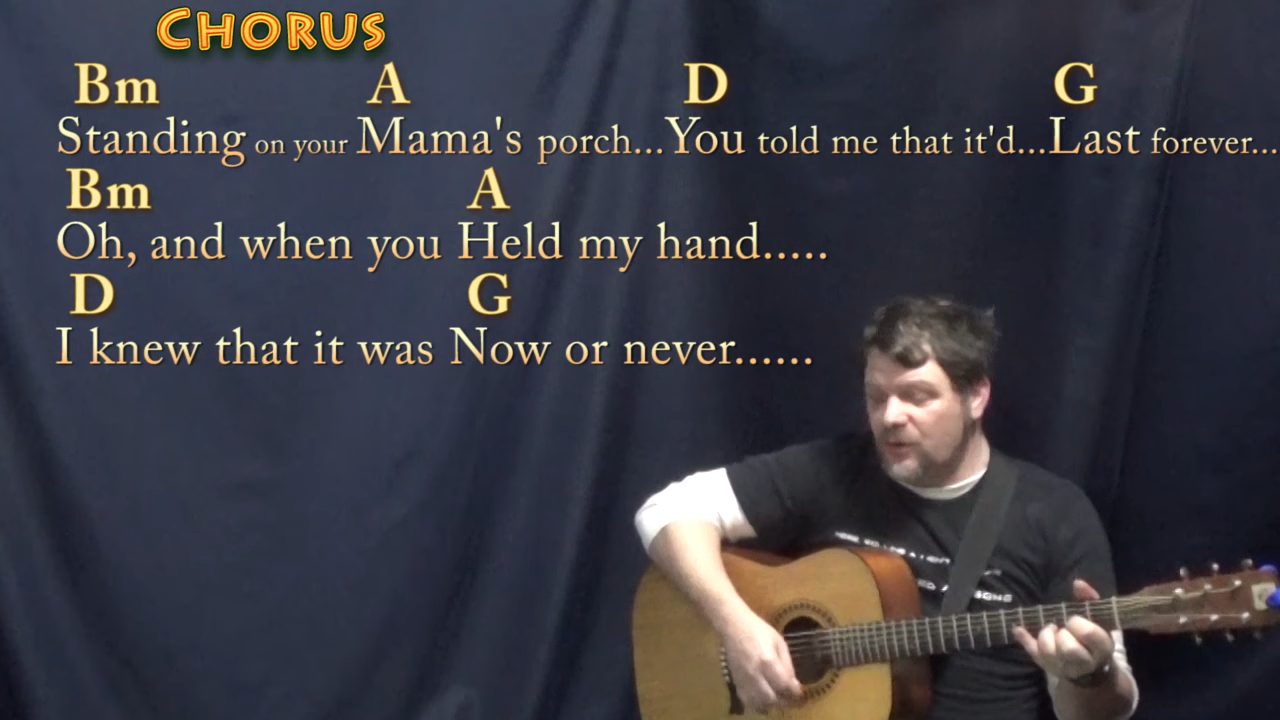 CHORUS
Bm A D G
Standing on your Mama's porch...You told me that it'd...Last forever...
Bm A
Oh, and when you Held my hand.....
D G
I knew that it was Now or never......